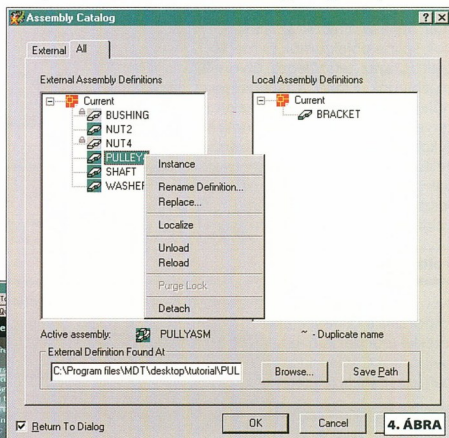 Assembly Catalog
External All
External Assembly Definitions
Local Assembly Definitions
Current
BUSHING
NUT2
NUT4
PULLEY
SHAFT
WASHER
Current
BRACKET
Instance
Rename Definition...
Replace...
Localize
Unload
Reload
Purge Lock
Detach
Active assembly: PULLYASM
~ - Duplicate name
External Definition Found At
C:\Program files\MDT\desktop\tutorial\PUL
Browse...
Save Path
Return To Dialog
OK
Cancel
4. ÁBRA